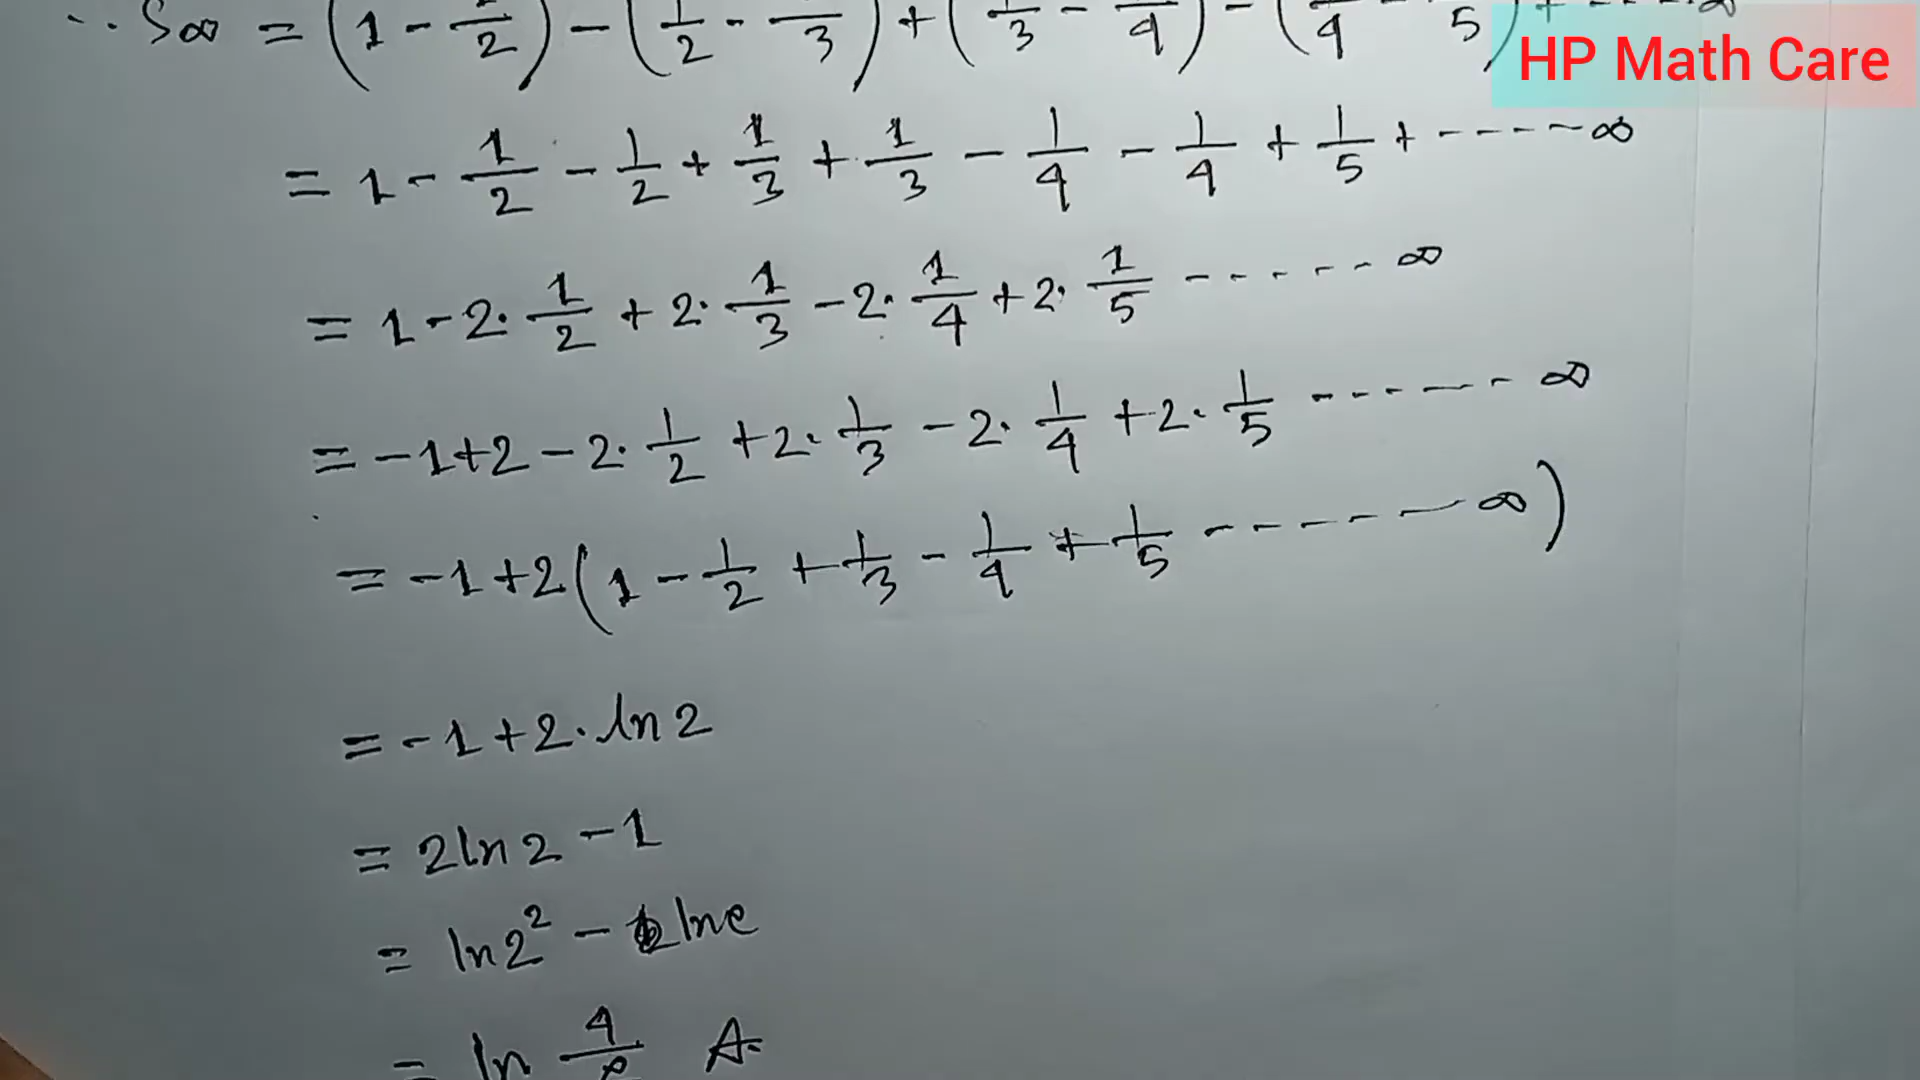 ∴ S∞ = (1 - 1/2) - (1/2 - 1/3) + (1/3 - 1/4) - (1/4 - 1/5) + ----∞
HP Math Care
= 1 - 1/2 - 1/2 + 1/3 + 1/3 - 1/4 - 1/4 + 1/5 + -----∞
= 1 - 2·1/2 + 2·1/3 - 2·1/4 + 2·1/5 ------∞
= -1+2 - 2·1/2 + 2·1/3 - 2·1/4 + 2·1/5 ------∞
= -1+2(1 - 1/2 + 1/3 - 1/4 + 1/5 ------∞)
= -1+2·ln2
= 2ln2 - 1
= ln2² - lne
= ln 4/e A.